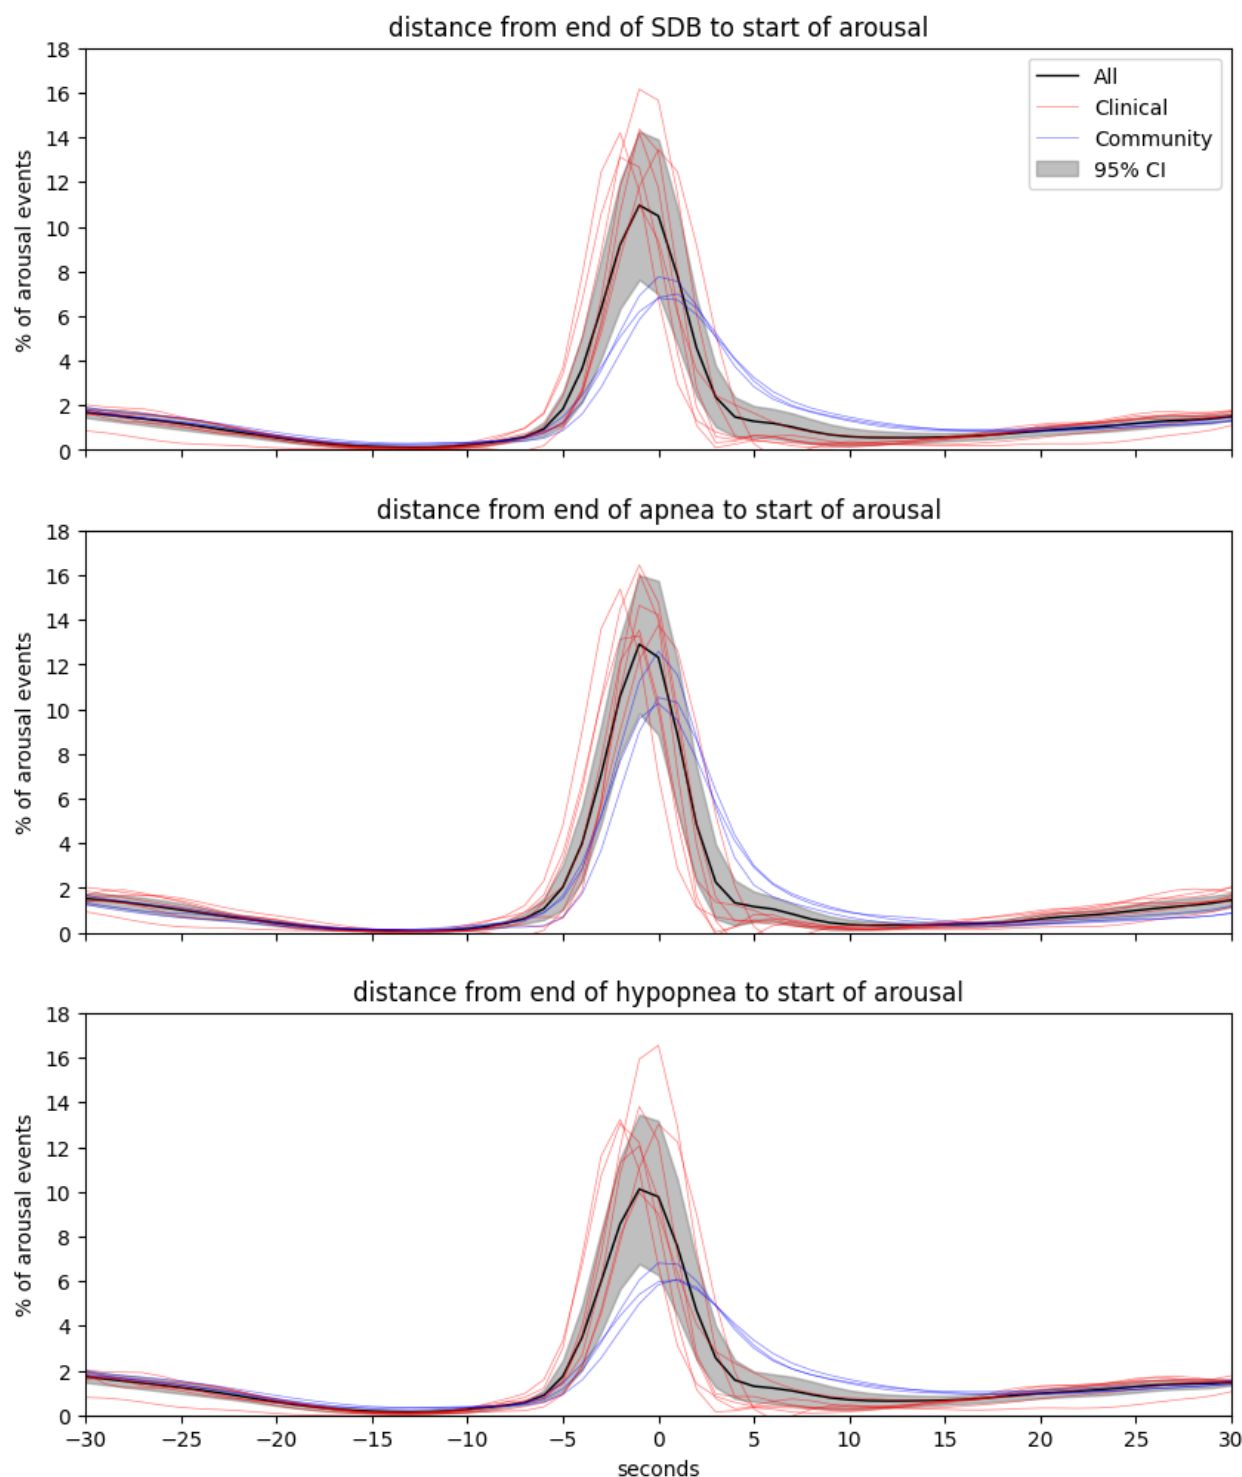 distance from end of SDB to start of arousal
18
16
14
12
10
8
6
4
2
0
% of arousal events
All
Clinical
Community
95% CI
distance from end of apnea to start of arousal
18
16
14
12
10
8
6
4
2
0
% of arousal events
distance from end of hypopnea to start of arousal
18
16
14
12
10
8
6
4
2
0
% of arousal events
−30 −25 −20 −15 −10 −5 0 5 10 15 20 25 30
seconds